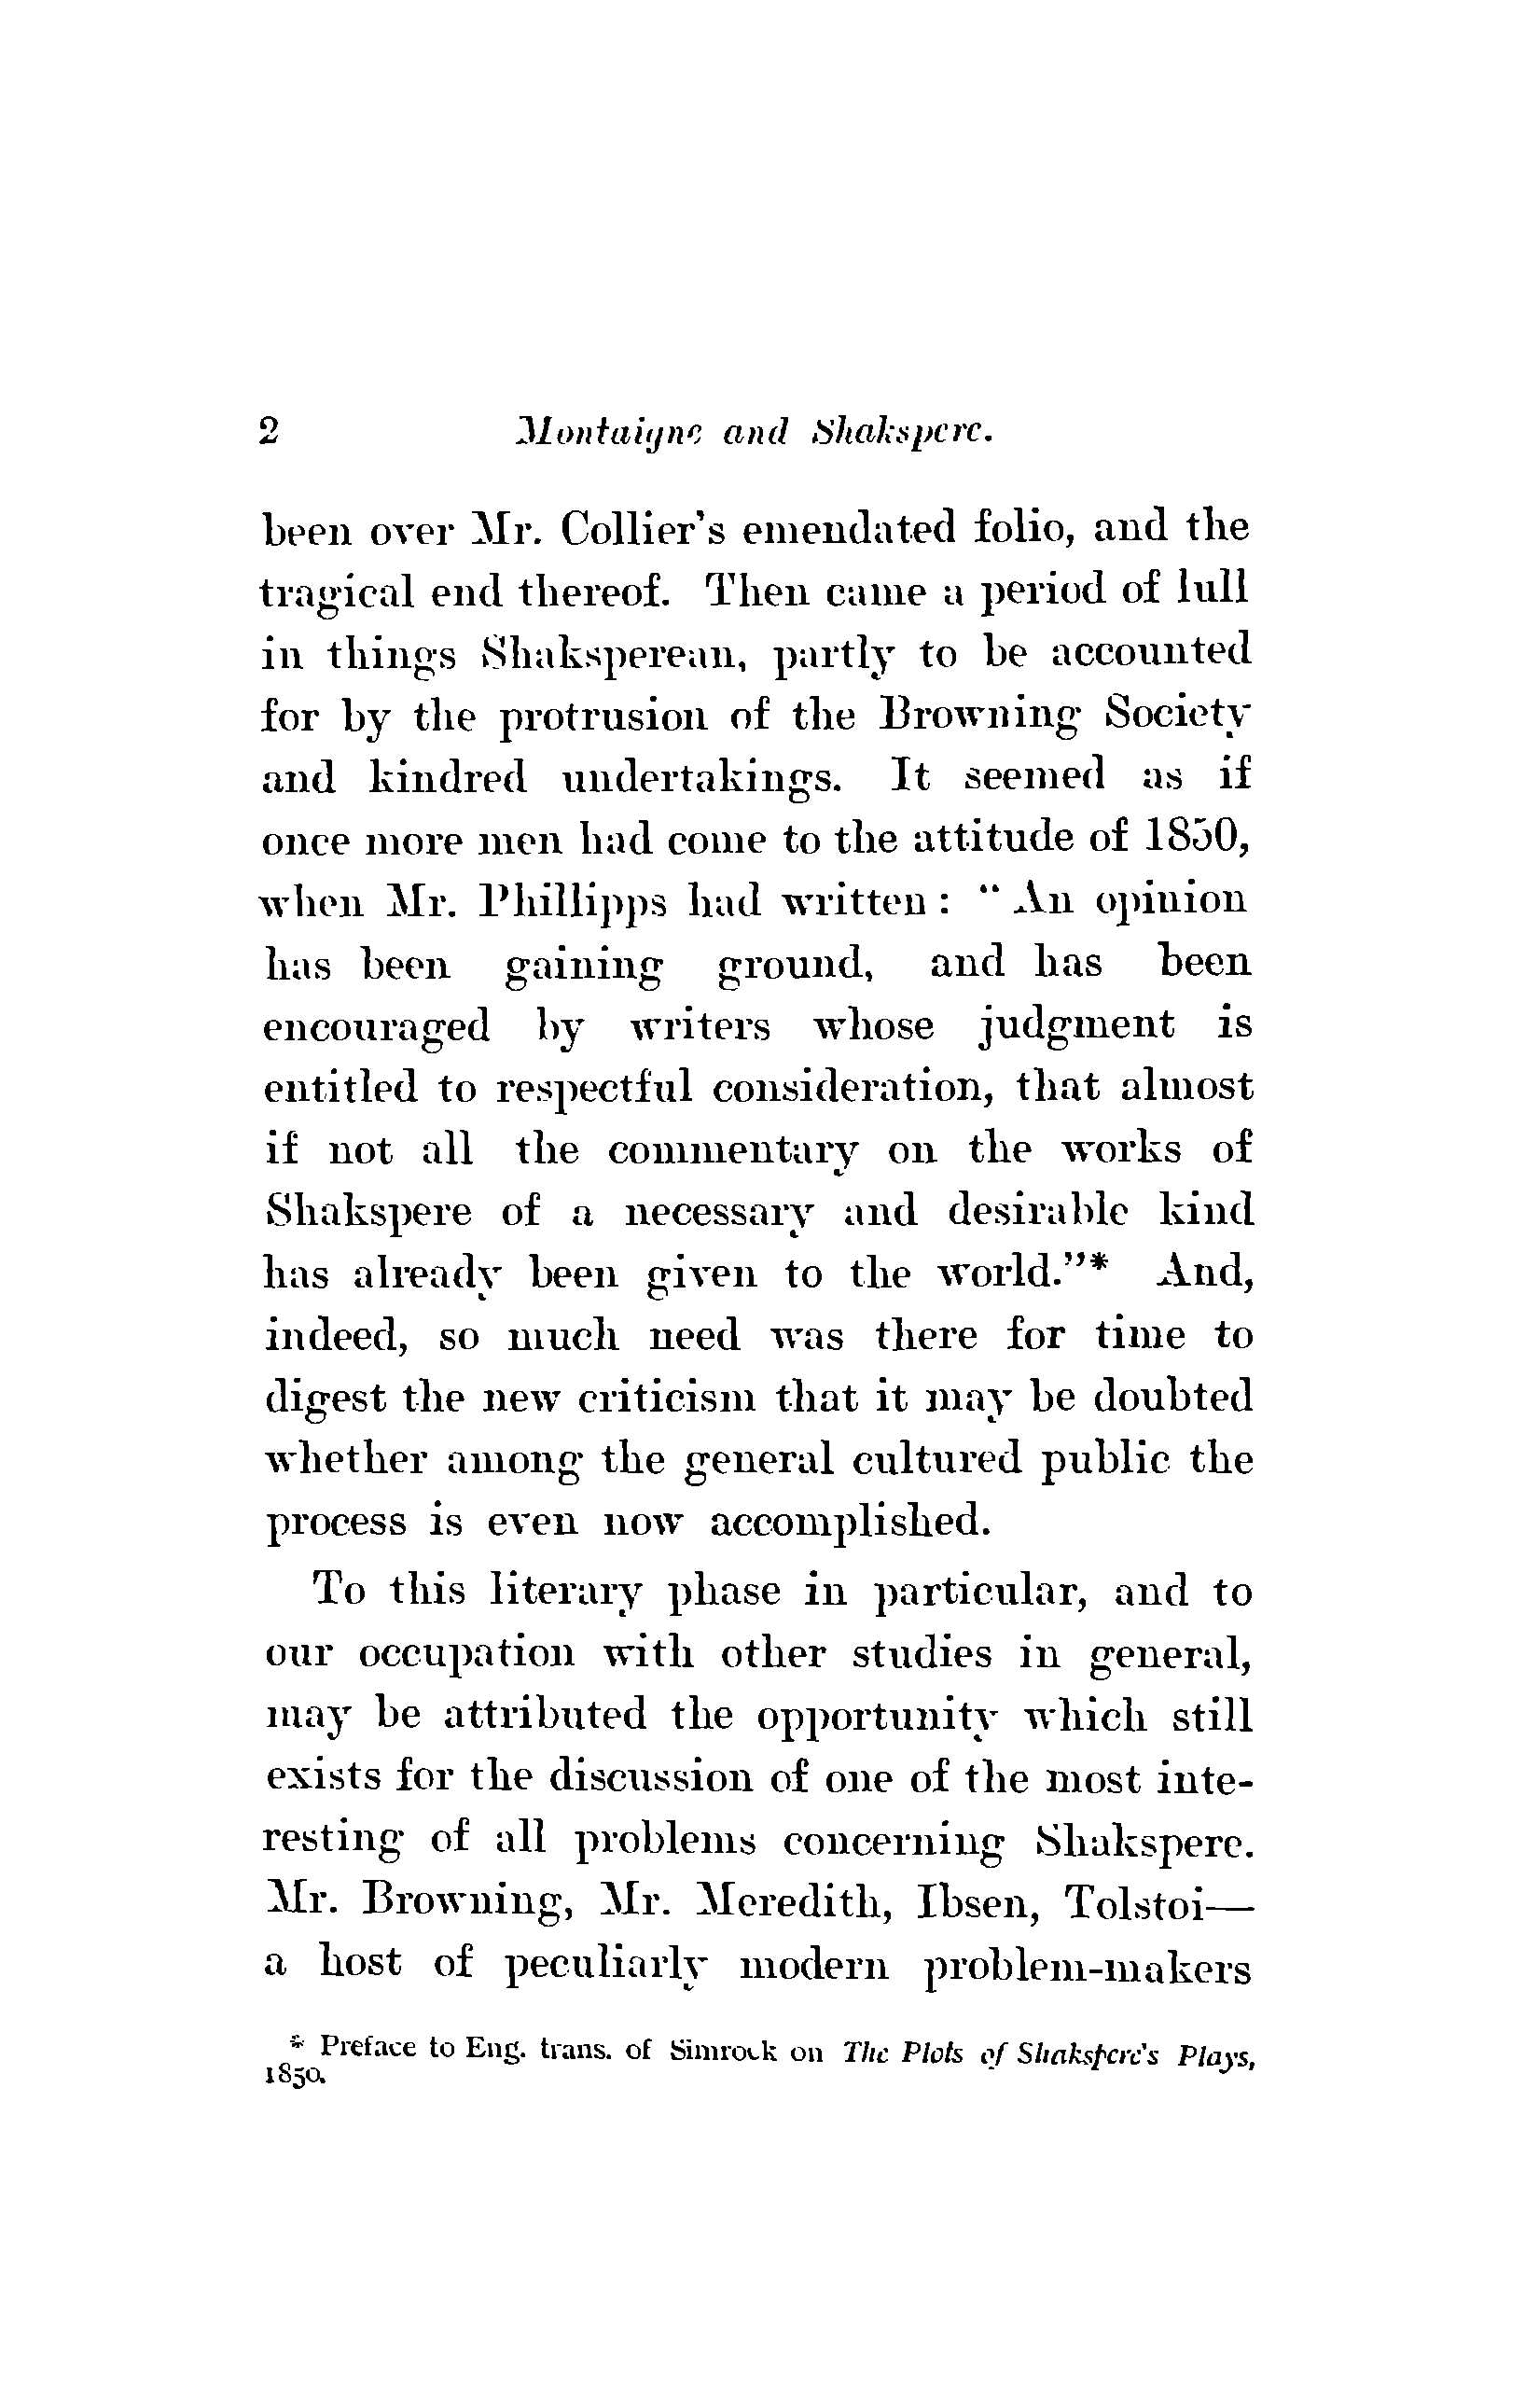 2 Montaigne and Shakspere.
been over Mr. Collier's emendated folio, and the
tragical end thereof. Then came a period of lull
in things Shaksperean, partly to be accounted
for by the protrusion of the Browning Society
and kindred undertakings. It seemed as if
once more men had come to the attitude of 1850,
when Mr. Phillipps had written: "An opinion
has been gaining ground, and has been
encouraged by writers whose judgment is
entitled to respectful consideration, that almost
if not all the commentary on the works of
Shakspere of a necessary and desirable kind
has already been given to the world."* And,
indeed, so much need was there for time to
digest the new criticism that it may be doubted
whether among the general cultured public the
process is even now accomplished.
To this literary phase in particular, and to
our occupation with other studies in general,
may be attributed the opportunity which still
exists for the discussion of one of the most inte-
resting of all problems concerning Shakspere.
Mr. Browning, Mr. Meredith, Ibsen, Tolstoi—
a host of peculiarly modern problem-makers
* Preface to Eng. trans. of Simrock on The Plots of Shakspere's Plays,
1850.